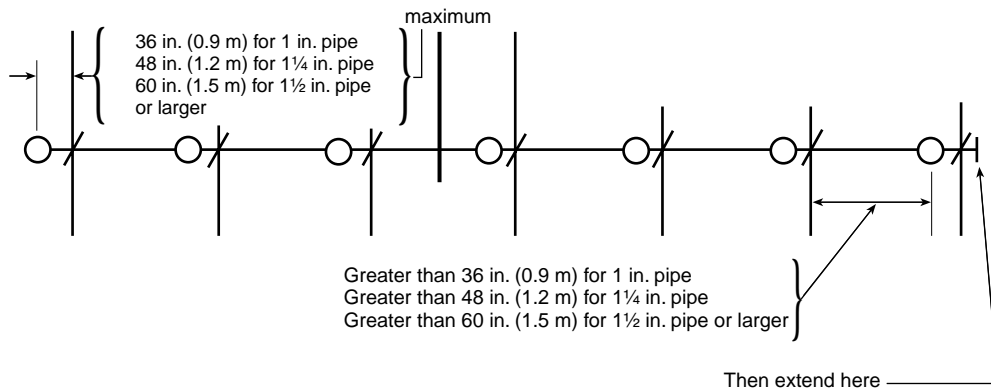 maximum
36 in. (0.9 m) for 1 in. pipe
48 in. (1.2 m) for 1¼ in. pipe
60 in. (1.5 m) for 1½ in. pipe
or larger
Greater than 36 in. (0.9 m) for 1 in. pipe
Greater than 48 in. (1.2 m) for 1¼ in. pipe
Greater than 60 in. (1.5 m) for 1½ in. pipe or larger
Then extend here